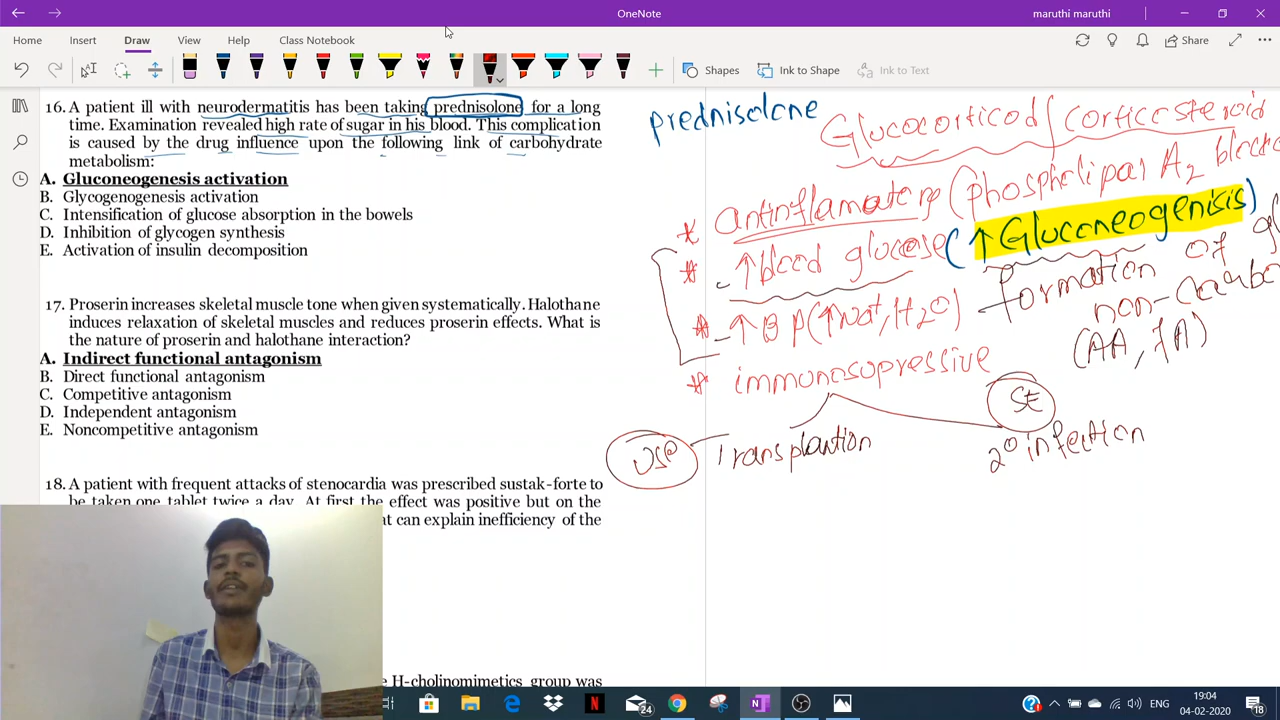 OneNote
maruthi maruthi
Home Insert Draw View Help Class Notebook
Share
Shapes Ink to Shape Ink to Text
16. A patient ill with neurodermatitis has been taking prednisolone for a long
time. Examination revealed high rate of sugar in his blood. This complication
is caused by the drug influence upon the following link of carbohydrate
metabolism:
A. Gluconeogenesis activation
B. Glycogenogenesis activation
C. Intensification of glucose absorption in the bowels
D. Inhibition of glycogen synthesis
E. Activation of insulin decomposition
17. Proserin increases skeletal muscle tone when given systematically. Halothane
induces relaxation of skeletal muscles and reduces proserin effects. What is
the nature of proserin and halothane interaction?
A. Indirect functional antagonism
B. Direct functional antagonism
C. Competitive antagonism
D. Independent antagonism
E. Noncompetitive antagonism
18. A patient with frequent attacks of stenocardia was prescribed sustak-forte to
be taken one tablet twice a day. At first the effect was positive but on the
at can explain inefficiency of the
e H-cholinomimetics group was
prednisolone
Glucocorticod/corticosteroid
* antinflamatory (phospholipas A2
* ↑ blood glucose (↑ Gluconeogenisis)
formation of gl
non-carbo
(AA, FA)
* ↑ BP (↑Na+, H2O)
* immunosopressive
Use Transplantion
SE
2° infection
24
ENG
19:04
04-02-2020
18